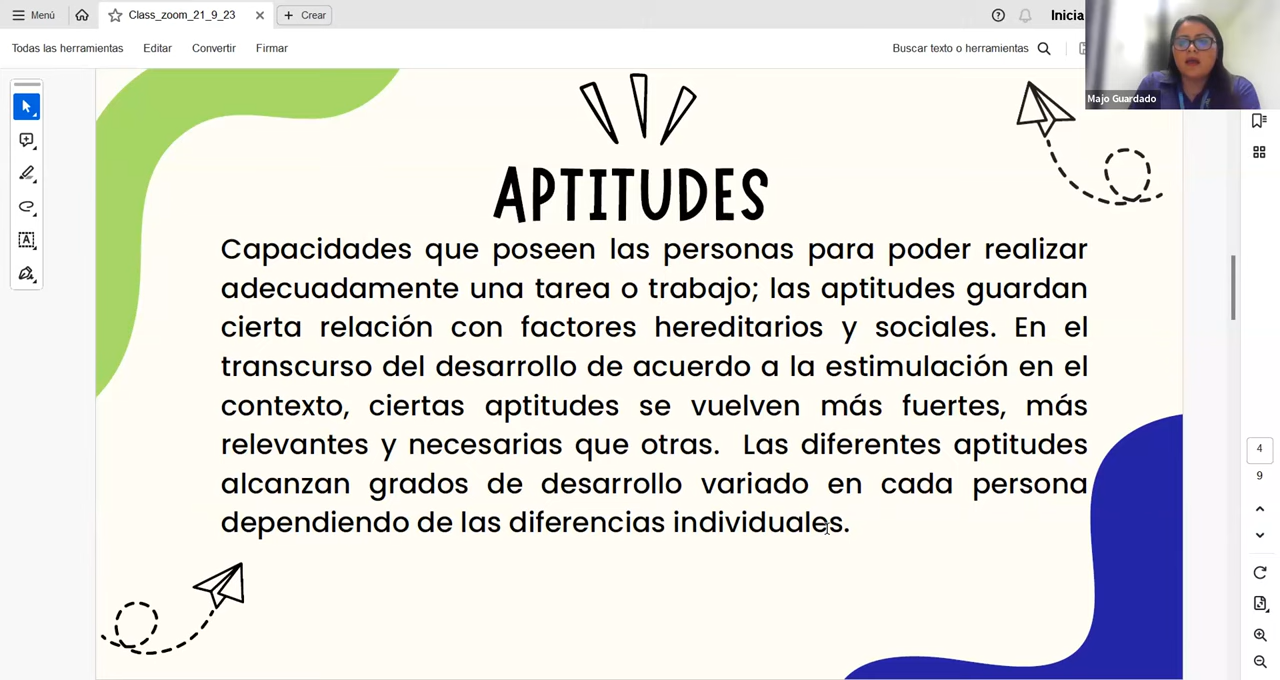 Menú
Class_zoom_21_9_23
Crear
Inicia
Todas las herramientas
Editar
Convertir
Firmar
Buscar texto o herramientas
Majo Guardado
APTITUDES
Capacidades que poseen las personas para poder realizar
adecuadamente una tarea o trabajo; las aptitudes guardan
cierta relación con factores hereditarios y sociales. En el
transcurso del desarrollo de acuerdo a la estimulación en el
contexto, ciertas aptitudes se vuelven más fuertes, más
relevantes y necesarias que otras. Las diferentes aptitudes
alcanzan grados de desarrollo variado en cada persona
dependiendo de las diferencias individuales.
4
9